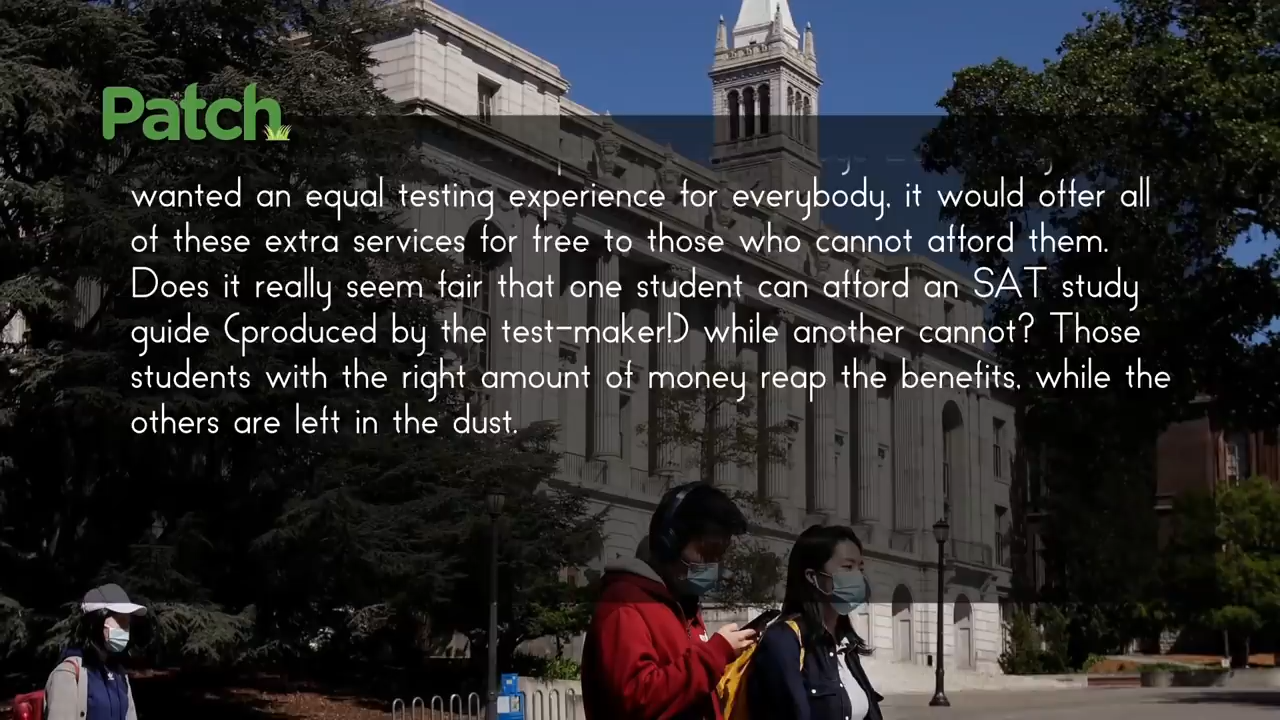 Patch
wanted an equal testing experience for everybody, it would offer all
of these extra services for free to those who cannot afford them.
Does it really seem fair that one student can afford an SAT study
guide (produced by the test-maker!) while another cannot? Those
students with the right amount of money reap the benefits, while the
others are left in the dust.